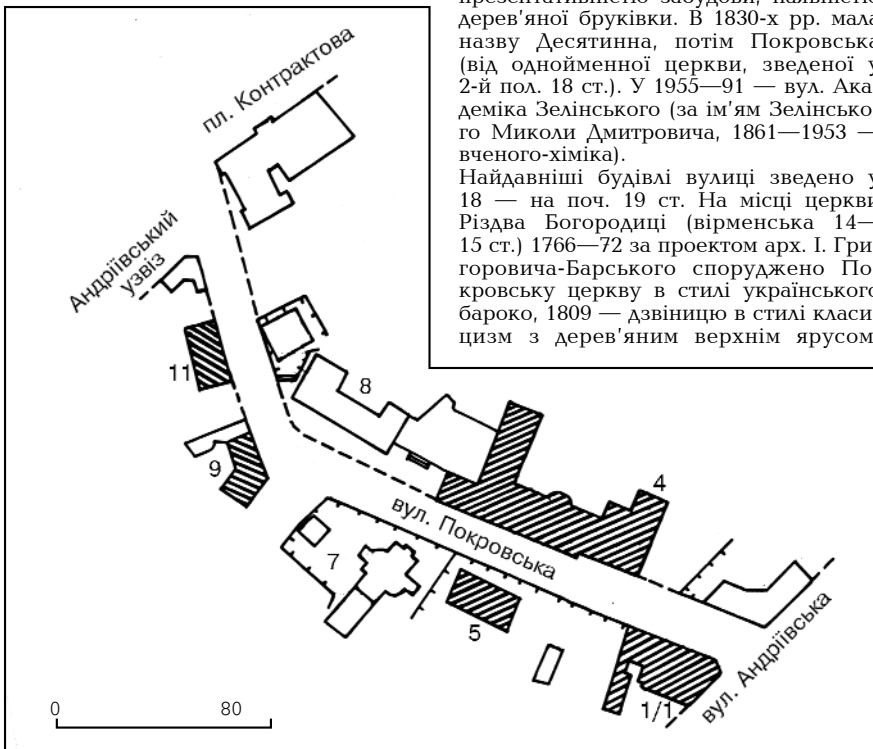 презентативністю забудови, наявністю
дерев'яної бруківки. В 1830-х рр. мала
назву Десятинна, потім Покровська
(від однойменної церкви, зведеної у
2-й пол. 18 ст.). У 1955—91 — вул. Ака
деміка Зелінського (за ім'ям Зелінсько
го Миколи Дмитровича, 1861—1953 —
вченого-хіміка).
Найдавніші будівлі вулиці зведено у
18 — на поч. 19 ст. На місці церкви
Різдва Богородиці (вірменська 14—
15 ст.) 1766—72 за проектом арх. І. Гри
горовича-Барського споруджено По
кровську церкву в стилі українського
бароко, 1809 — дзвіницю в стилі класи
цизм з дерев'яним верхнім ярусом
пл. Контрактова
Андріївський
узвіз
11
8
9
4
вул. Покровська
7
5
1/1
вул. Андріївська
0 80